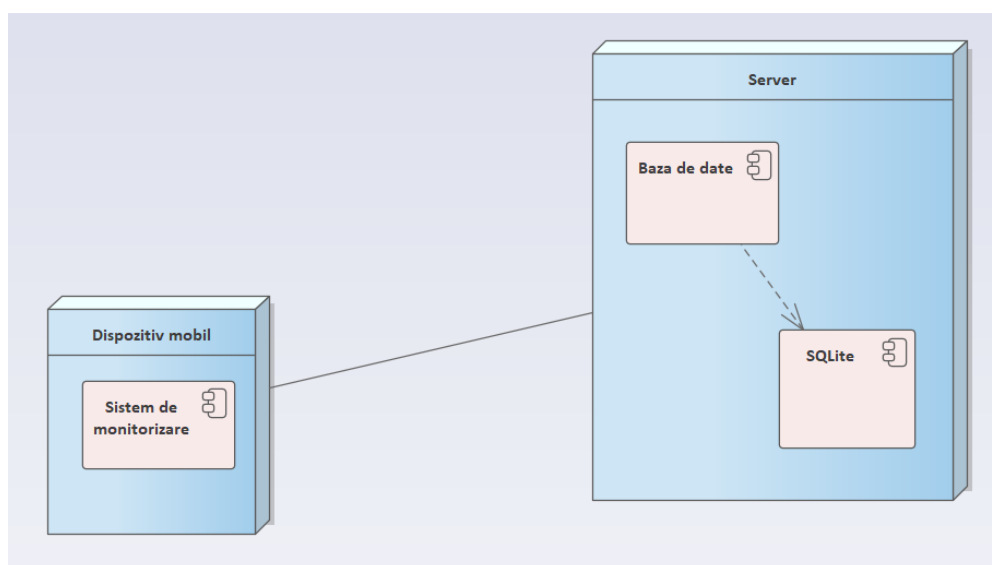 Server
Baza de date
SQLite
Dispozitiv mobil
Sistem de
monitorizare